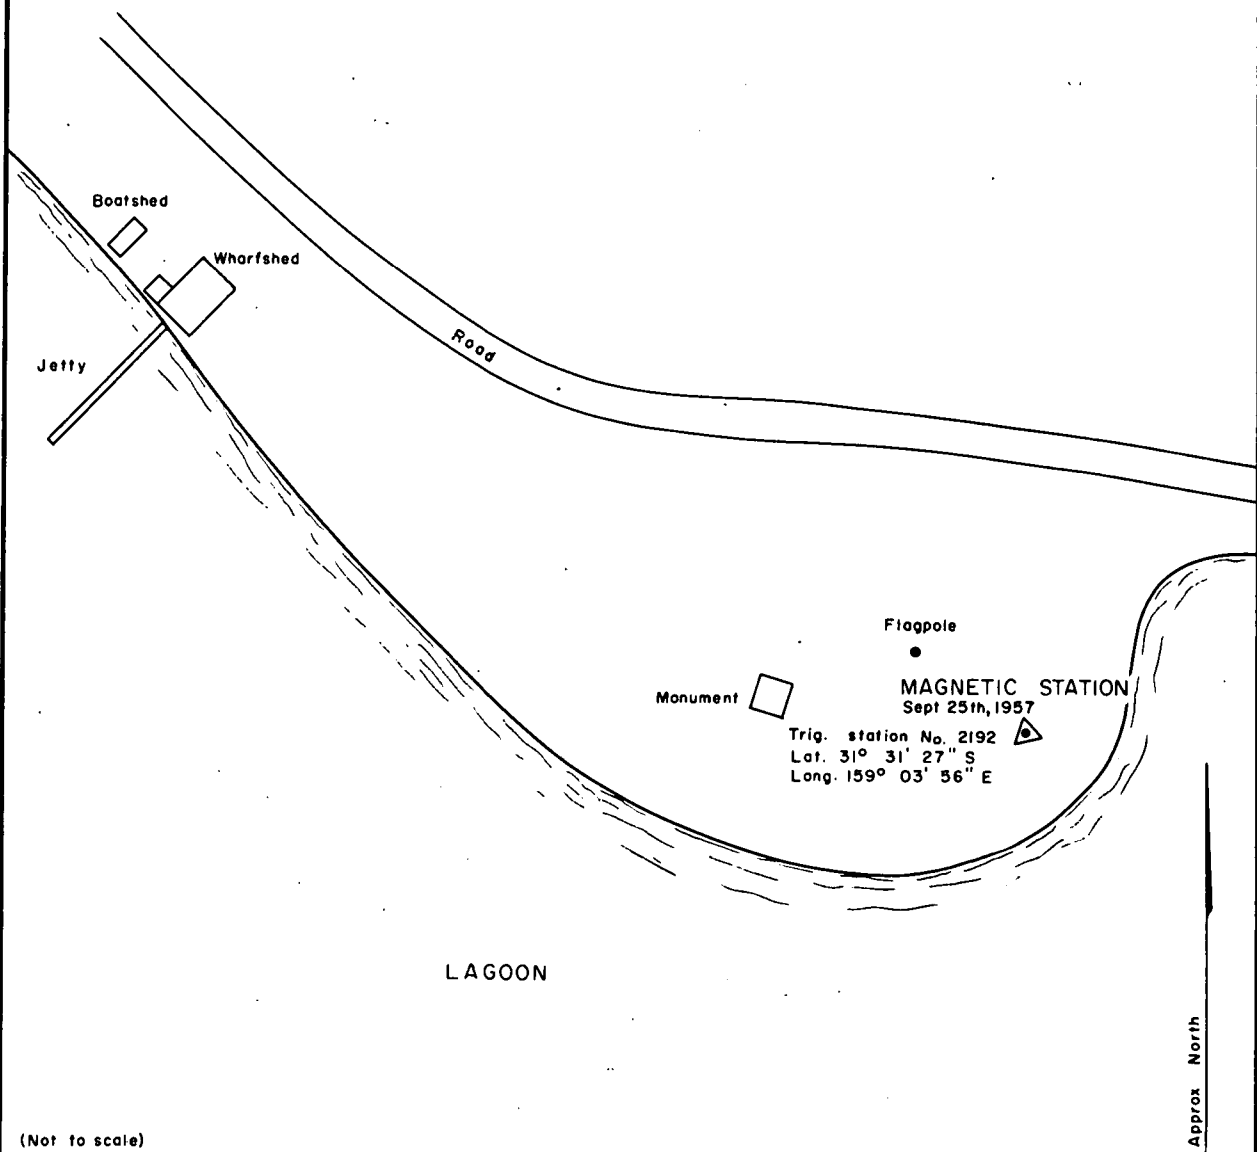 Boatshed
Wharfshed
Jetty
Road
Flagpole
MAGNETIC STATION
Sept 25th, 1957
Monument
Trig. station No. 2192
Lat. 31° 31' 27" S
Long. 159° 03' 56" E
LAGOON
Approx North
(Not to scale)